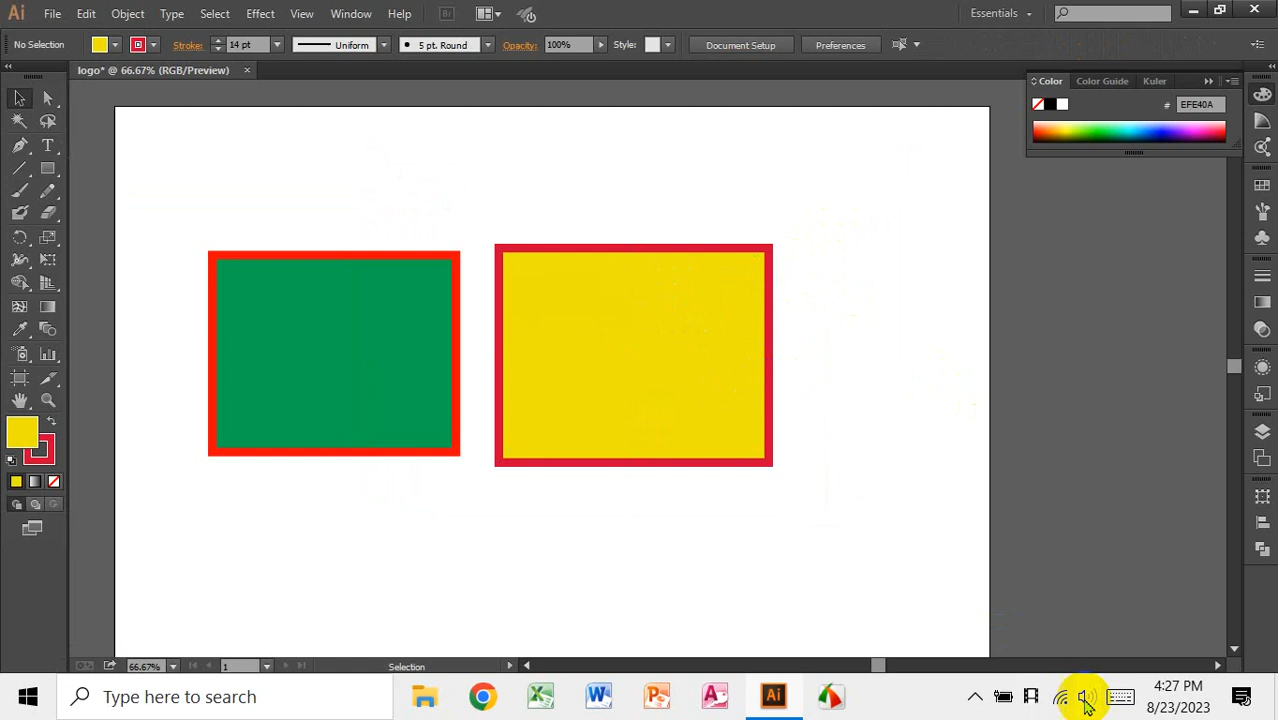 Ai File Edit Object Type Select Effect View Window Help Br Essentials
No Selection Stroke: 14 pt Uniform 5 pt. Round Opacity: 100% Style: Document Setup Preferences
logo* @ 66.67% (RGB/Preview) ×
Color Color Guide Kuler
# EFE40A
66.67% 1 Selection
Type here to search
Ai
4:27 PM
8/23/2023